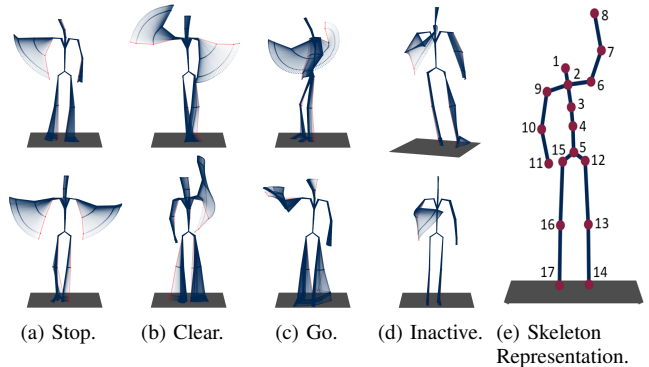 8
7
1
2
6
9
3
10
4
5
11
15
12
16
13
17
14
(a) Stop.
(b) Clear.
(c) Go.
(d) Inactive.
(e) Skeleton
Representation.